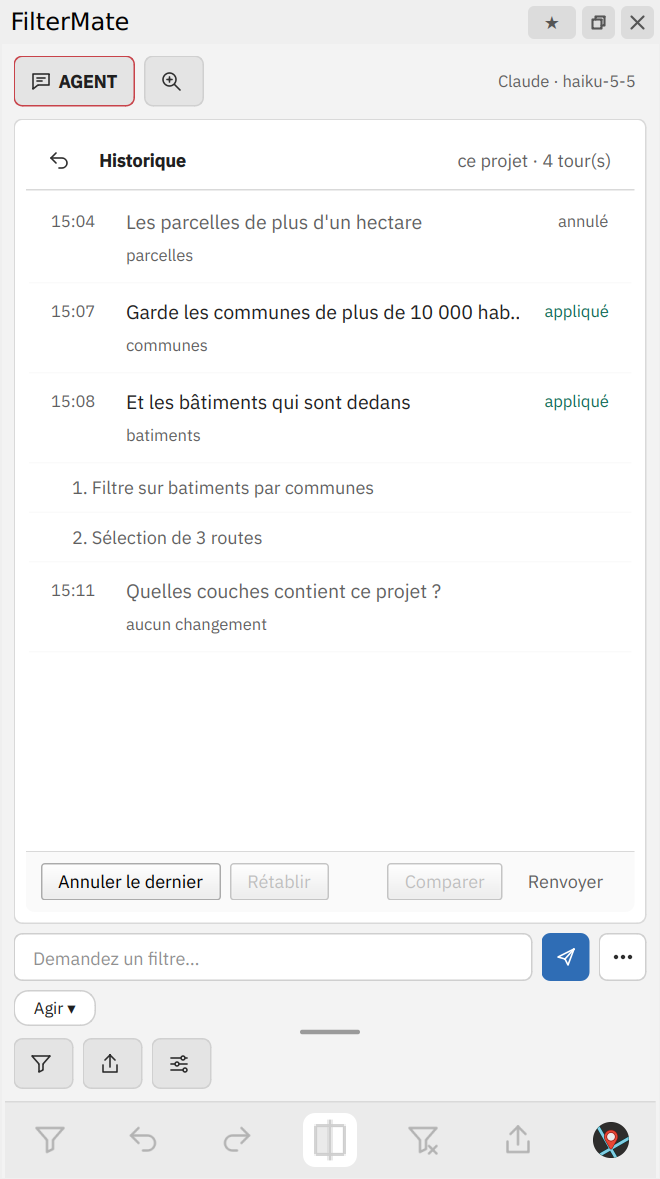 FilterMate
AGENT
Claude · haiku-5-5
Historique
ce projet · 4 tour(s)
15:04
Les parcelles de plus d'un hectare
annulé
parcelles
15:07
Garde les communes de plus de 10 000 hab..
appliqué
communes
15:08
Et les bâtiments qui sont dedans
appliqué
batiments
1. Filtre sur batiments par communes
2. Sélection de 3 routes
15:11
Quelles couches contient ce projet ?
aucun changement
Annuler le dernier
Rétablir
Comparer
Renvoyer
Demandez un filtre...
Agir ▾